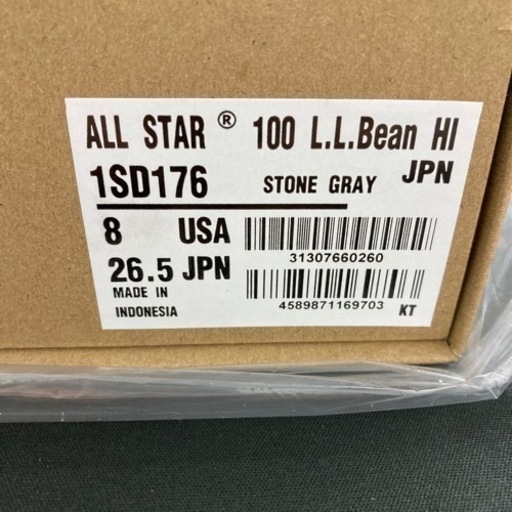 ALL STAR ® 100 L.L.Bean HI
1SD176 STONE GRAY JPN
8 USA
31307660260
26.5 JPN
MADE IN
INDONESIA
4589871169703 KT